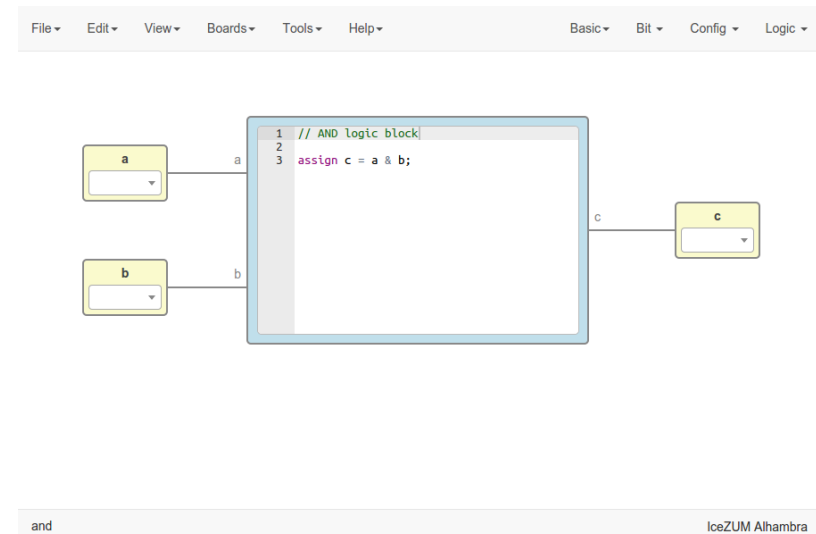 File Edit View Boards Tools Help Basic Bit Config Logic
a
a
b
b
1 // AND logic block
2
3 assign c = a & b;
c
c
and
IceZUM Alhambra